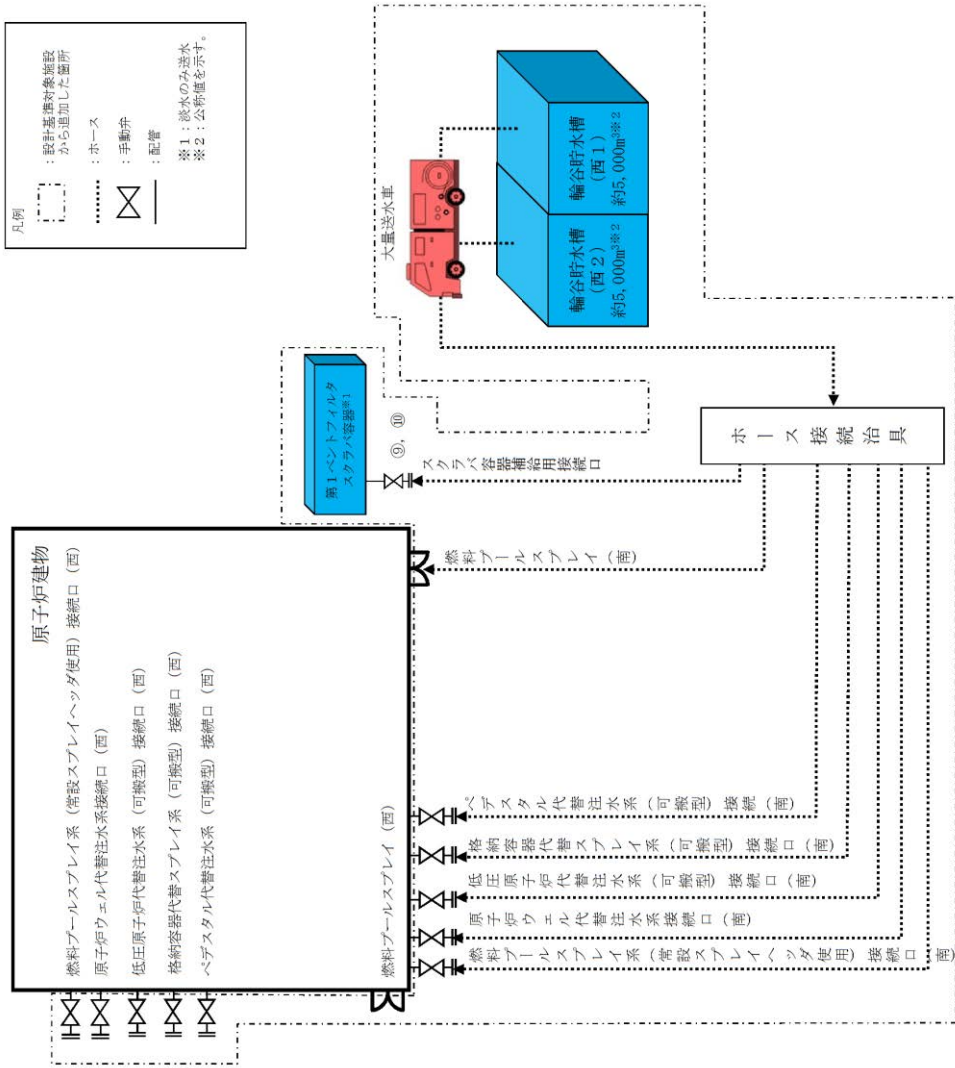 凡例
：設計基準対象施設
から追加した箇所
：ホース
：手動弁
：配管
※1：淡水のみ送水
※2：公称値を示す。
原子炉建物
燃料プールスプレイ系（常設スプレイヘッダ使用）接続口（西）
原子炉ウェル代替注水系接続口（西）
低圧原子炉代替注水系（可搬型）接続口（西）
格納容器代替スプレイ系（可搬型）接続口（西）
ペデスタル代替注水系（可搬型）接続口（西）
燃料プールスプレイ（西）
第1ベントフィルタ
スクラバ容器※1
⑨，⑩
スクラバ容器補給用接続口
大量送水車
輪谷貯水槽
（西2）
約5,000m³※2
輪谷貯水槽
（西1）
約5,000m³※2
ホース接続治具
燃料プールスプレイ（南）
ペデスタル代替注水系（可搬型）接続（南）
格納容器代替スプレイ系（可搬型）接続口（南）
低圧原子炉代替注水系（可搬型）接続口（南）
原子炉ウェル代替注水系接続口（南）
燃料プールスプレイ系（常設スプレイヘッダ使用）接続口（南）